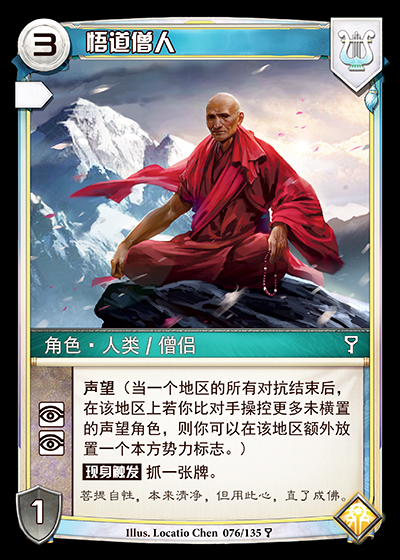 3
悟道僧人
角色·人类/僧侣
声望（当一个地区的所有对抗结束后，
在该地区上若你比对手操控更多未横置
的声望角色，则你可以在该地区额外放
置一个本方势力标志。）
现身触发 抓一张牌。
菩提自性，本来清净，但用此心，直了成佛。
1
Illus. Locatio Chen 076/135